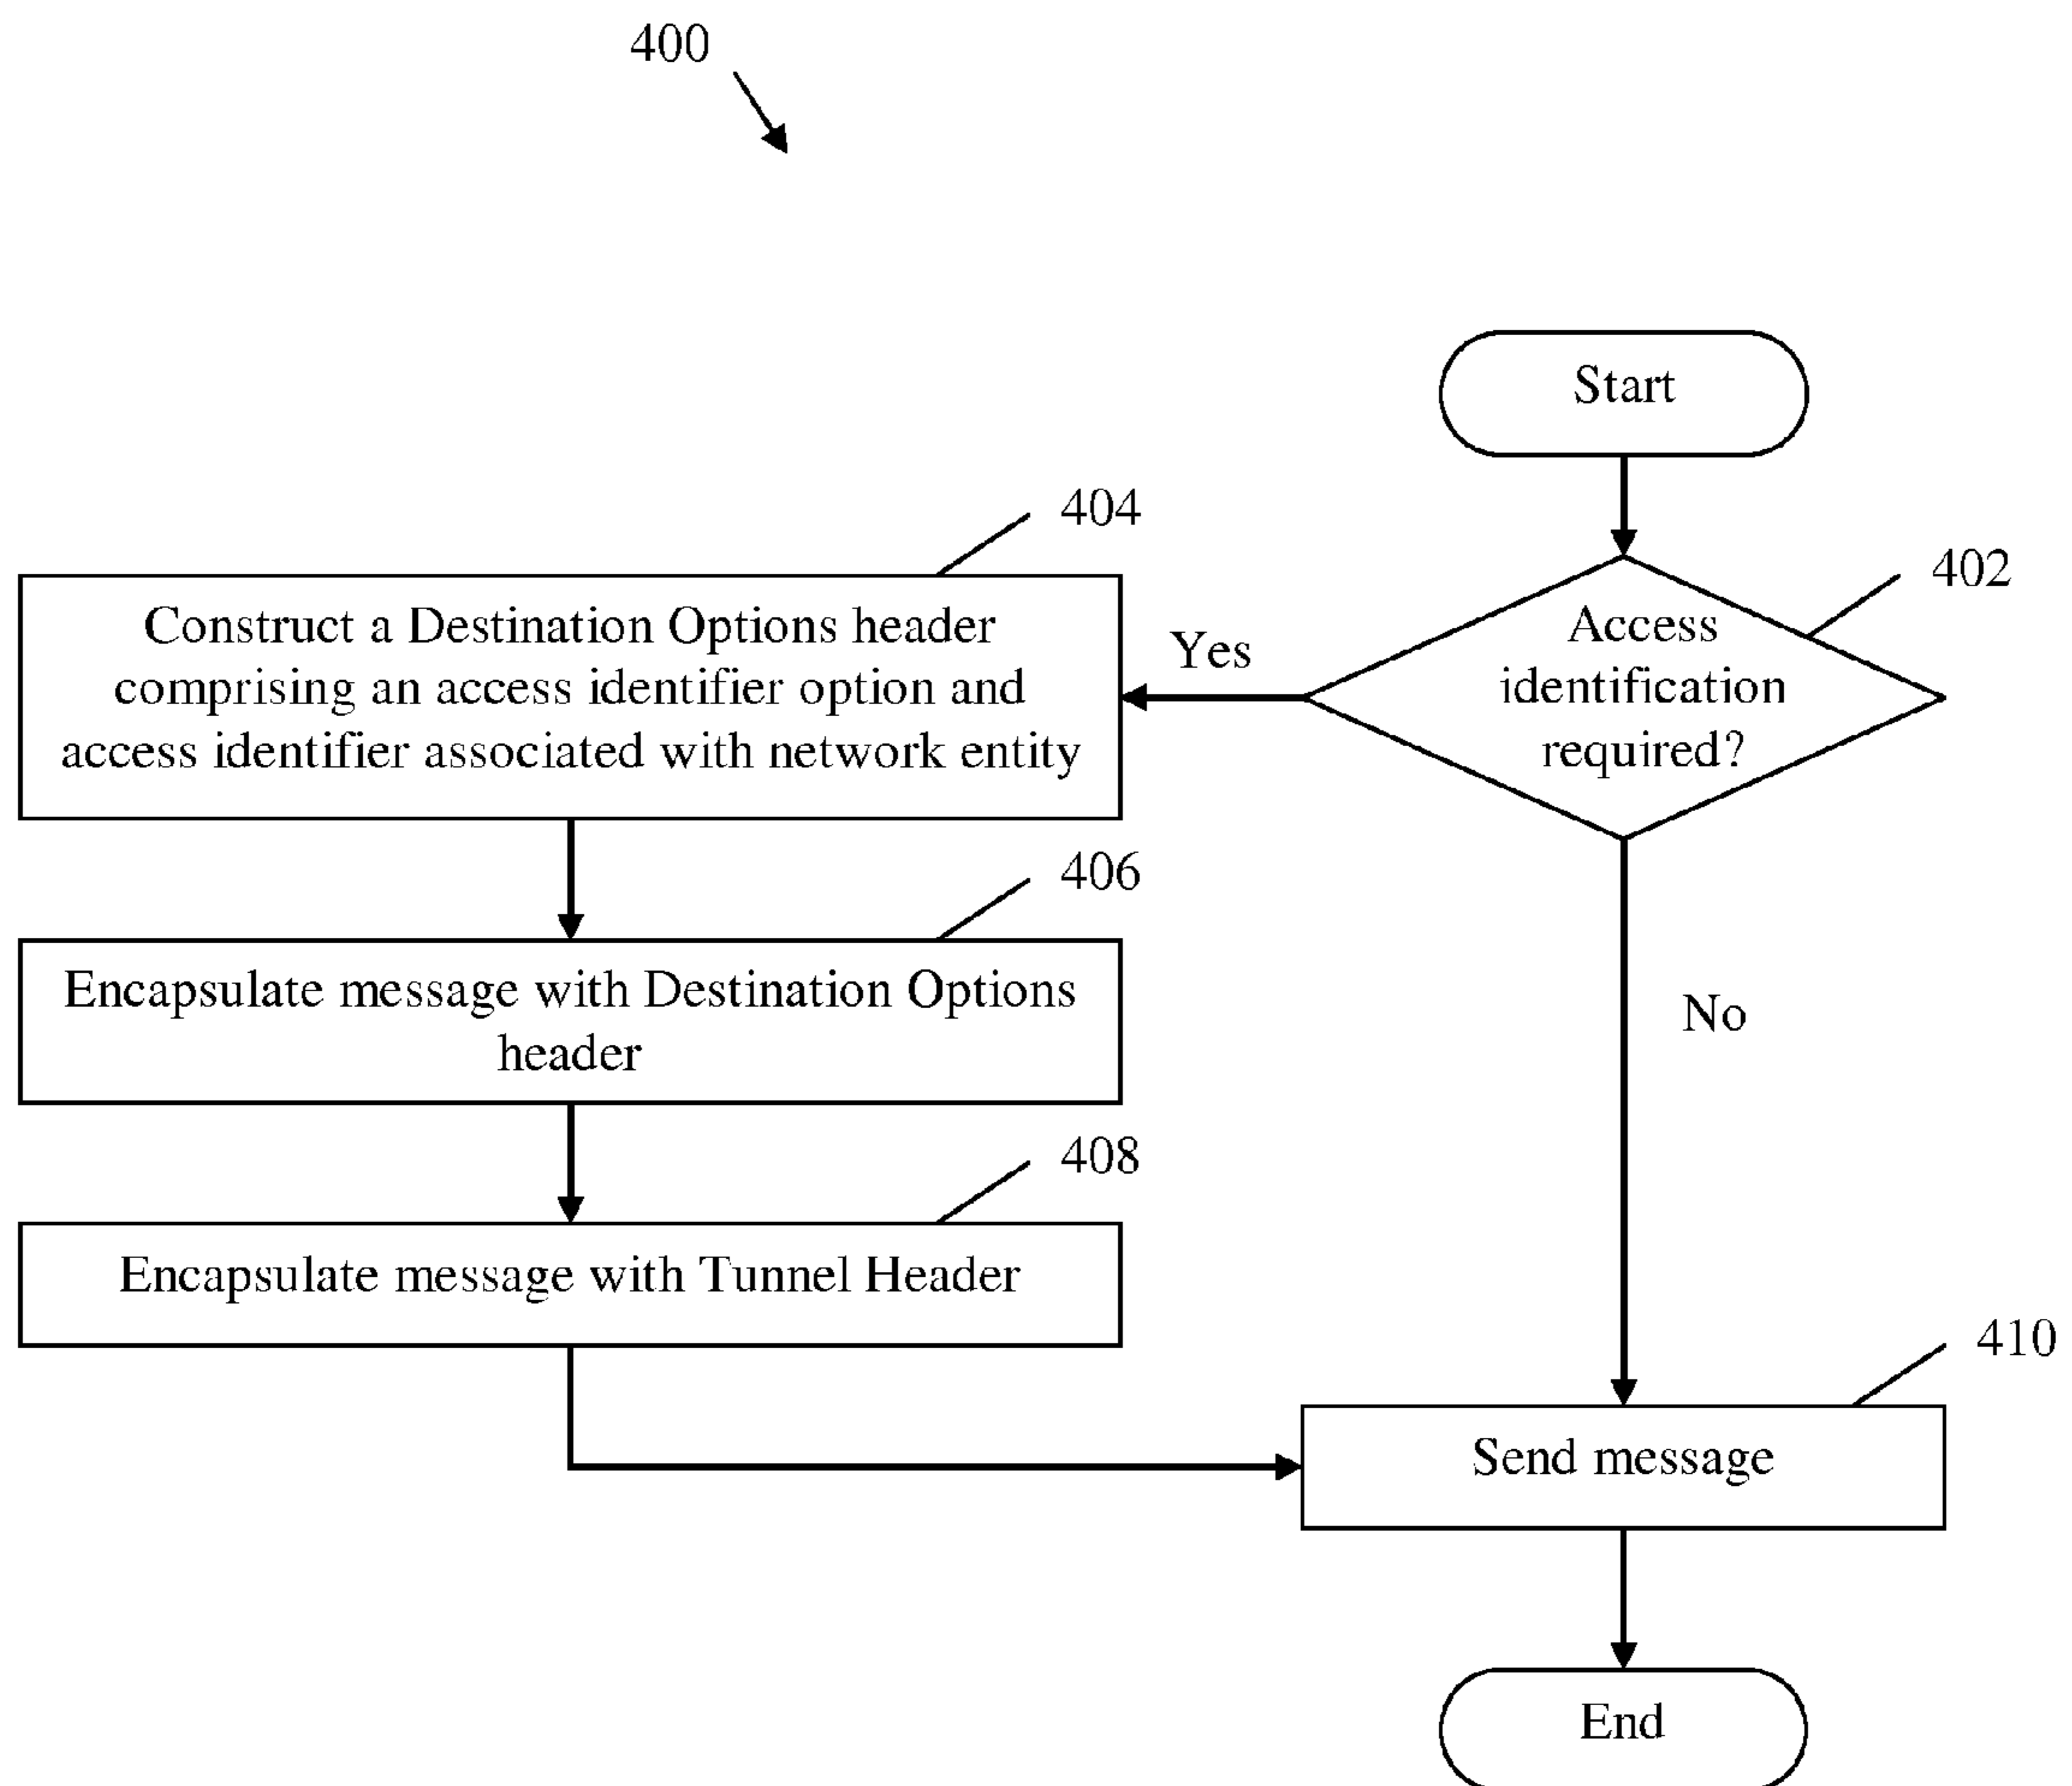 400
Start
402
Access
identification
required?
Yes
No
404
Construct a Destination Options header
comprising an access identifier option and
access identifier associated with network entity
406
Encapsulate message with Destination Options
header
408
Encapsulate message with Tunnel Header
410
Send message
End